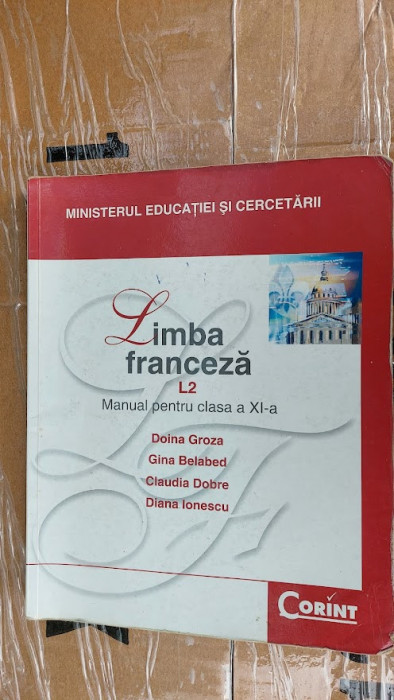 MINISTERUL EDUCAȚIEI ȘI CERCETĂRII
Limba
franceză
L2
Manual pentru clasa a XI-a
Doina Groza
Gina Belabed
Claudia Dobre
Diana Ionescu
CORINT